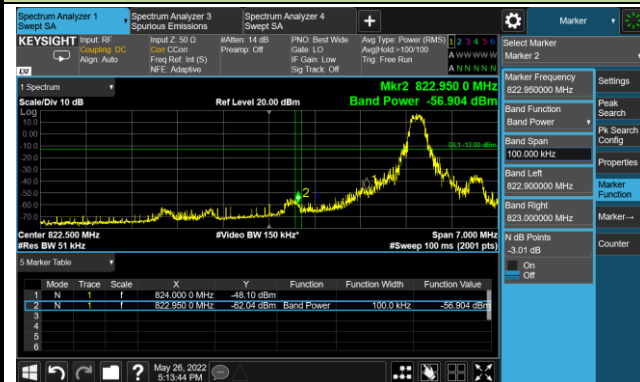 Spectrum Analyzer 1
Swept SA
Spectrum Analyzer 3
Spurious Emissions
Spectrum Analyzer 4
Swept SA
+
Marker
KEYSIGHT
Input: RF
Coupling: DC
Align: Auto
Input Z: 50 Ω
Corr CCorr
Freq Ref: Int (S)
NFE: Adaptive
#Atten: 14 dB
Preamp: Off
PNO: Best Wide
Gate: LO
IF Gain: Low
Sig Track: Off
Avg Type: Power (RMS)
Avg|Hold:>100/100
Trig: Free Run
1 2 3 4 5 6
A W W W W W
A N N N N N
LXI
Select Marker
Marker 2
1 Spectrum
Scale/Div 10 dB
Log
Ref Level 20.00 dBm
Mkr2 822.950 0 MHz
Band Power -56.904 dBm
10.0
0.00
-10.0
-20.0
-30.0
-40.0
-50.0
-60.0
-70.0
DL1 -13.00 dBm
2
Center 822.500 MHz
#Res BW 51 kHz
#Video BW 150 kHz*
Span 7.000 MHz
#Sweep 100 ms (2001 pts)
Marker Frequency
822.950000 MHz
Band Function
Band Power
Band Span
100.000 kHz
Band Left
822.900000 MHz
Band Right
823.000000 MHz
N dB Points
-3.01 dB
On
Off
Settings
Peak
Search
Pk Search
Config
Properties
Marker
Function
Marker→
Counter
5 Marker Table
Mode Trace Scale X Y Function Function Width Function Value
1 N 1 f 824.000 0 MHz -48.10 dBm
2 N 1 f 822.950 0 MHz -62.04 dBm Band Power 100.0 kHz -56.904 dBm
3
4
5
6
?
May 26, 2022
5:13:44 PM